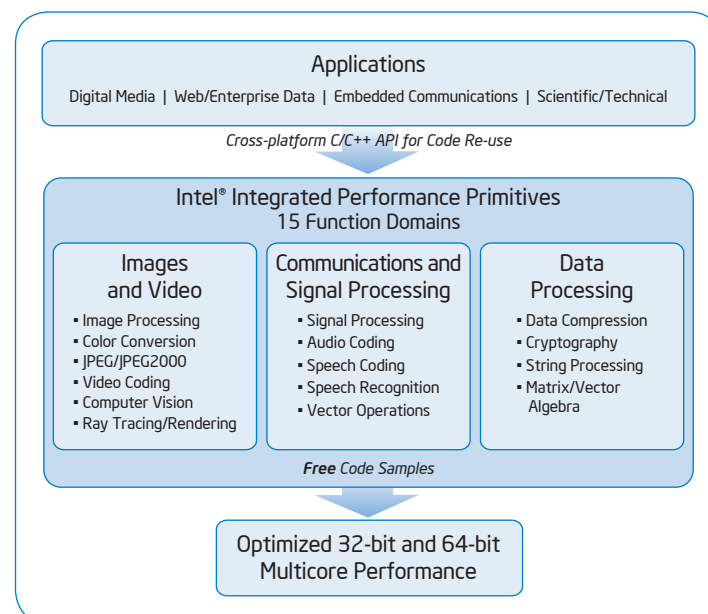 Applications
Digital Media | Web/Enterprise Data | Embedded Communications | Scientific/Technical
Cross-platform C/C++ API for Code Re-use
Intel® Integrated Performance Primitives
15 Function Domains
Images
and Video
▪ Image Processing
▪ Color Conversion
▪ JPEG/JPEG2000
▪ Video Coding
▪ Computer Vision
▪ Ray Tracing/Rendering
Communications and
Signal Processing
▪ Signal Processing
▪ Audio Coding
▪ Speech Coding
▪ Speech Recognition
▪ Vector Operations
Data
Processing
▪ Data Compression
▪ Cryptography
▪ String Processing
▪ Matrix/Vector
Algebra
Free Code Samples
Optimized 32-bit and 64-bit
Multicore Performance